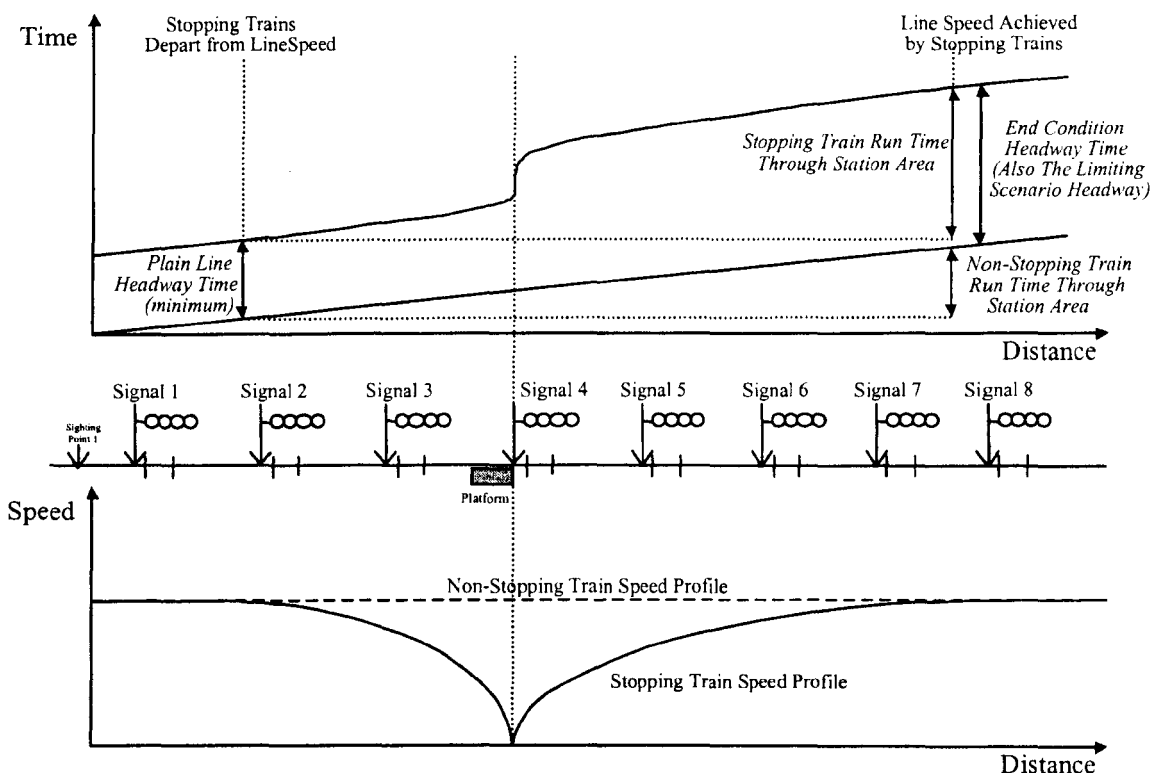 Time
Stopping Trains
Depart from LineSpeed
Line Speed Achieved
by Stopping Trains
Stopping Train Run Time
Through Station Area
End Condition
Headway Time
(Also The Limiting
Scenario Headway)
Plain Line
Headway Time
(minimum)
Non-Stopping Train
Run Time Through
Station Area
Distance
Signal 1
Signal 2
Signal 3
Signal 4
Signal 5
Signal 6
Signal 7
Signal 8
Sighting
Point 1
Platform
Speed
Non-Stopping Train Speed Profile
Stopping Train Speed Profile
Distance